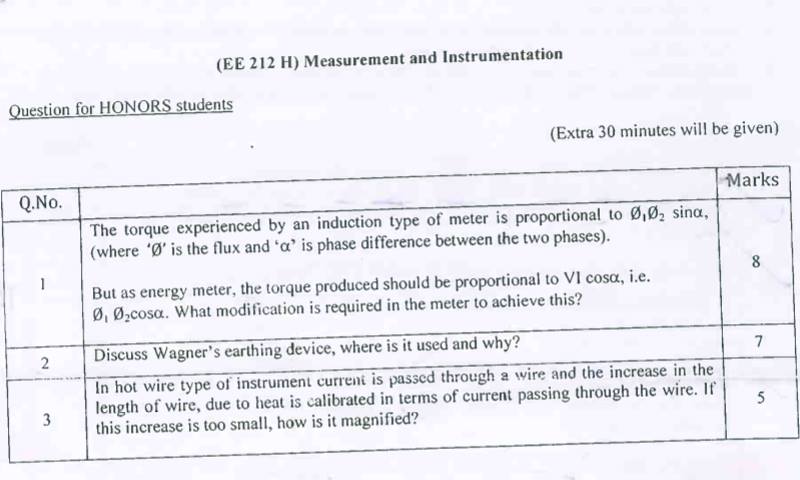 (EE 212 H) Measurement and Instrumentation
Question for HONORS students
(Extra 30 minutes will be given)
Q.No.
Marks
1
The torque experienced by an induction type of meter is proportional to Ø₁Ø₂ sinα,
(where ‘Ø’ is the flux and ‘α’ is phase difference between the two phases).
But as energy meter, the torque produced should be proportional to VI cosα, i.e.
Ø₁ Ø₂cosα. What modification is required in the meter to achieve this?
8
2
Discuss Wagner's earthing device, where is it used and why?
7
3
In hot wire type of instrument current is passed through a wire and the increase in the
length of wire, due to heat is calibrated in terms of current passing through the wire. If
this increase is too small, how is it magnified?
5